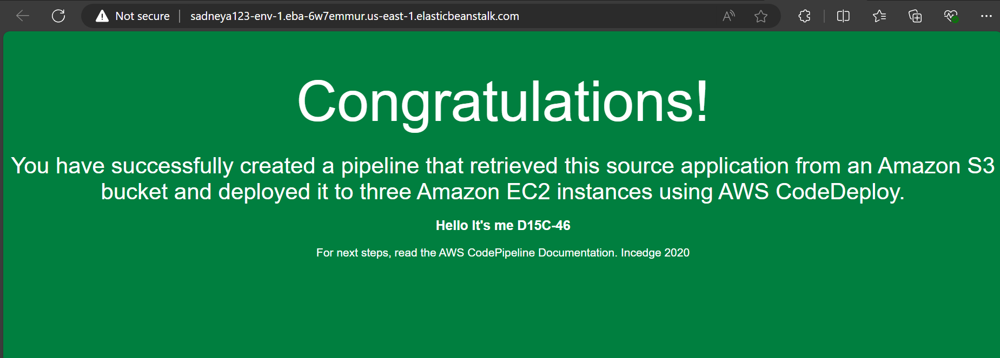 Not secure
sadneya123-env-1.eba-6w7emmur.us-east-1.elasticbeanstalk.com
Congratulations!
You have successfully created a pipeline that retrieved this source application from an Amazon S3
bucket and deployed it to three Amazon EC2 instances using AWS CodeDeploy.
Hello It's me D15C-46
For next steps, read the AWS CodePipeline Documentation. Incedge 2020